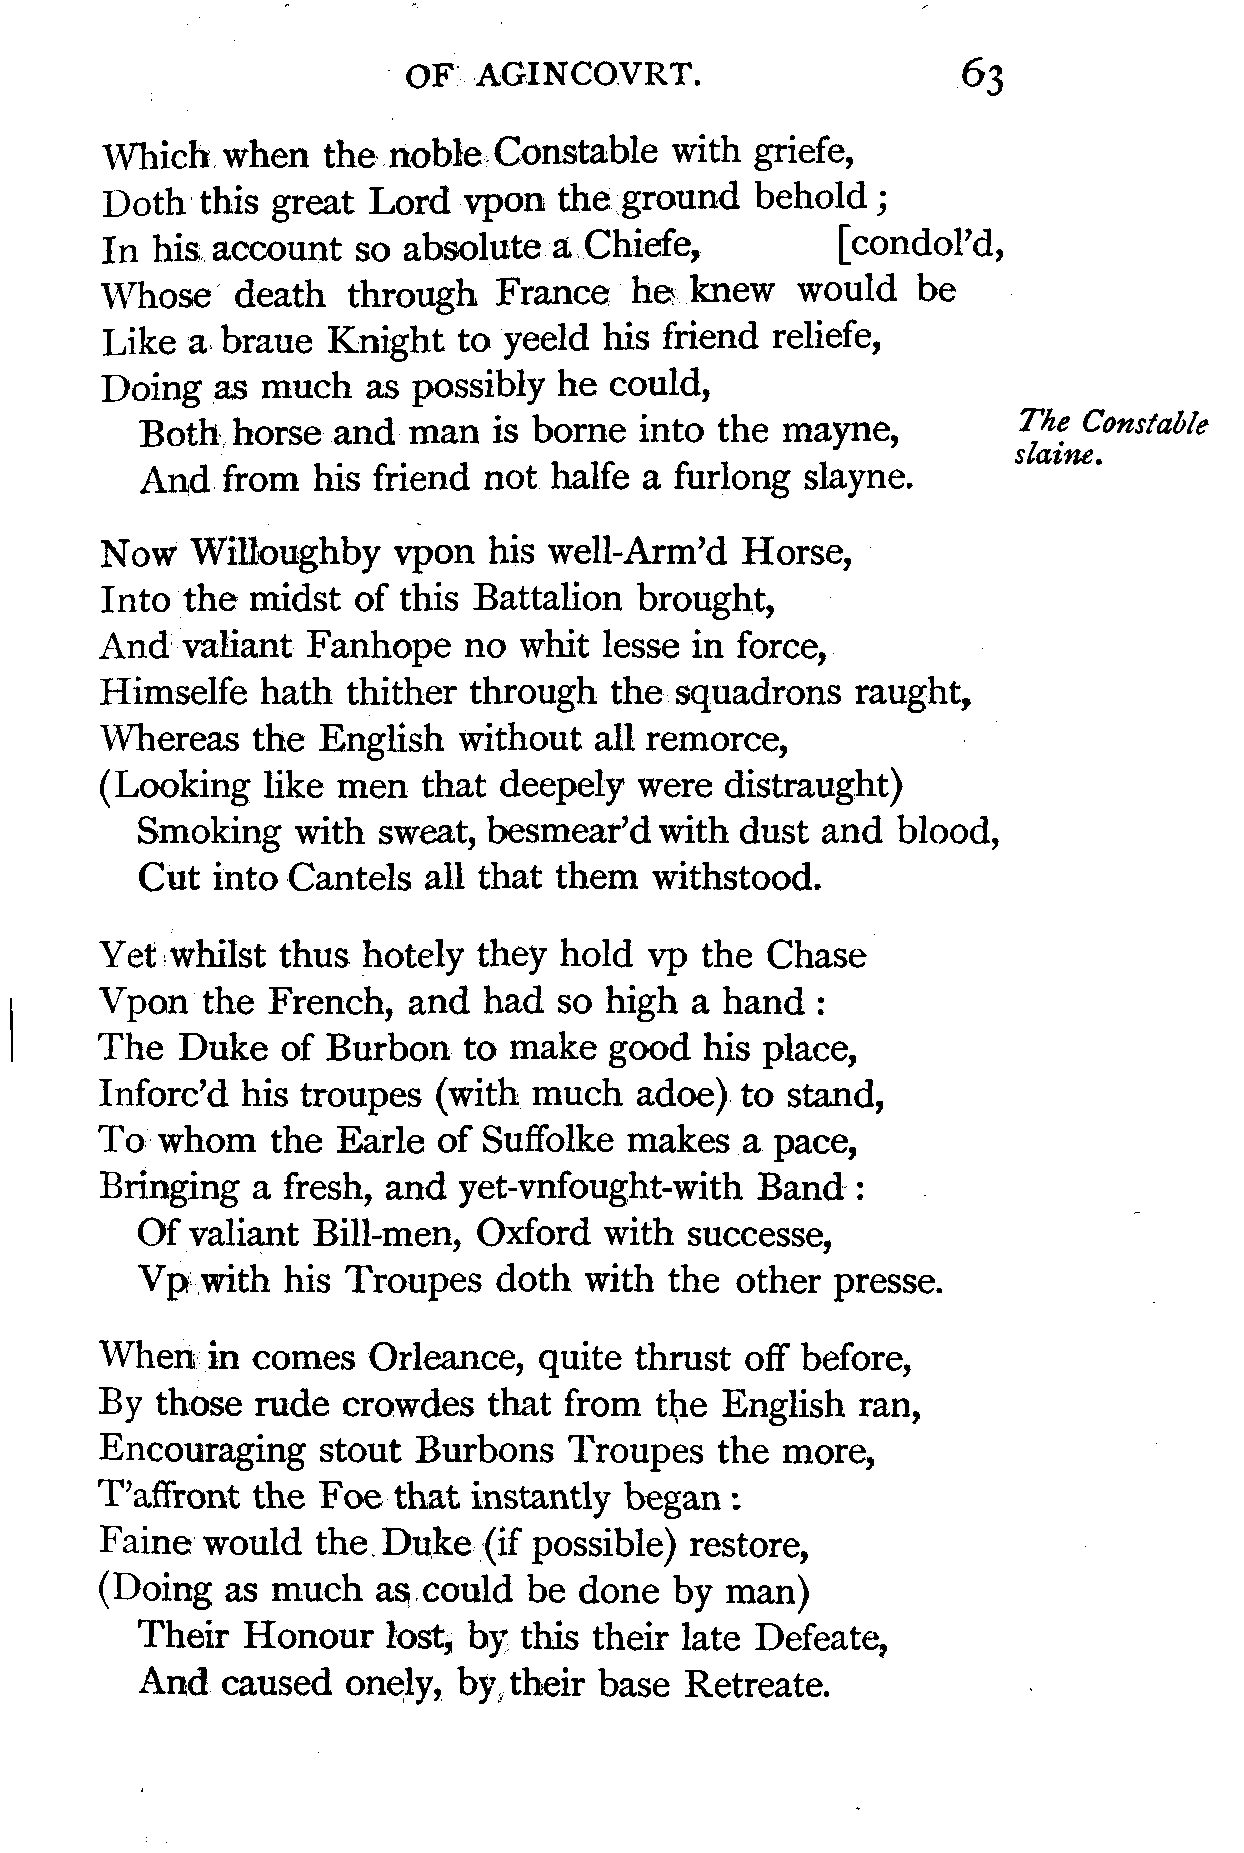 OF AGINCOVRT. 63
Which when the noble Constable with griefe,
Doth this great Lord vpon the ground behold ;
In his account so absolute a Chiefe, [condol'd,
Whose death through France he knew would be
Like a braue Knight to yeeld his friend reliefe,
Doing as much as possibly he could,
Both horse and man is borne into the mayne,
And from his friend not halfe a furlong slayne.
The Constable
slaine.
Now Willoughby vpon his well-Arm'd Horse,
Into the midst of this Battalion brought,
And valiant Fanhope no whit lesse in force,
Himselfe hath thither through the squadrons raught,
Whereas the English without all remorce,
(Looking like men that deepely were distraught)
Smoking with sweat, besmear'd with dust and blood,
Cut into Cantels all that them withstood.
Yet whilst thus hotely they hold vp the Chase
Vpon the French, and had so high a hand :
The Duke of Burbon to make good his place,
Inforc'd his troupes (with much adoe) to stand,
To whom the Earle of Suffolke makes a pace,
Bringing a fresh, and yet-vnfought-with Band :
Of valiant Bill-men, Oxford with successe,
Vp with his Troupes doth with the other presse.
When in comes Orleance, quite thrust off before,
By those rude crowdes that from the English ran,
Encouraging stout Burbons Troupes the more,
T'affront the Foe that instantly began :
Faine would the Duke (if possible) restore,
(Doing as much as could be done by man)
Their Honour lost, by this their late Defeate,
And caused onely, by their base Retreate.